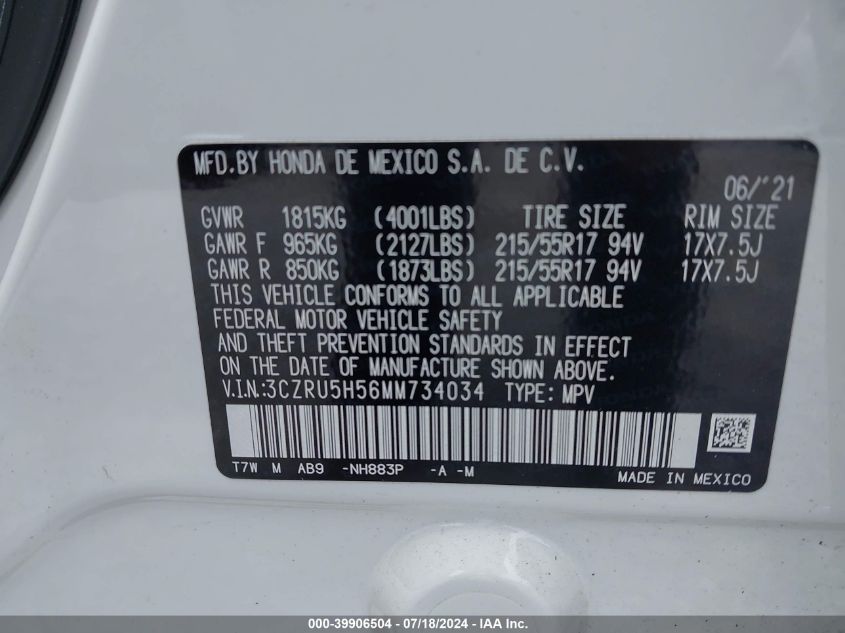 MFD.BY HONDA DE MEXICO S.A. DE C.V.
06/'21
GVWR 1815KG (4001LBS) TIRE SIZE RIM SIZE
GAWR F 965KG (2127LBS) 215/55R17 94V 17X7.5J
GAWR R 850KG (1873LBS) 215/55R17 94V 17X7.5J
THIS VEHICLE CONFORMS TO ALL APPLICABLE
FEDERAL MOTOR VEHICLE SAFETY
AND THEFT PREVENTION STANDARDS IN EFFECT
ON THE DATE OF MANUFACTURE SHOWN ABOVE.
V.I.N.:3CZRU5H56MM734034 TYPE: MPV
T7W M AB9 -NH883P -A -M
MADE IN MEXICO
000-39906504 - 07/18/2024 - IAA Inc.